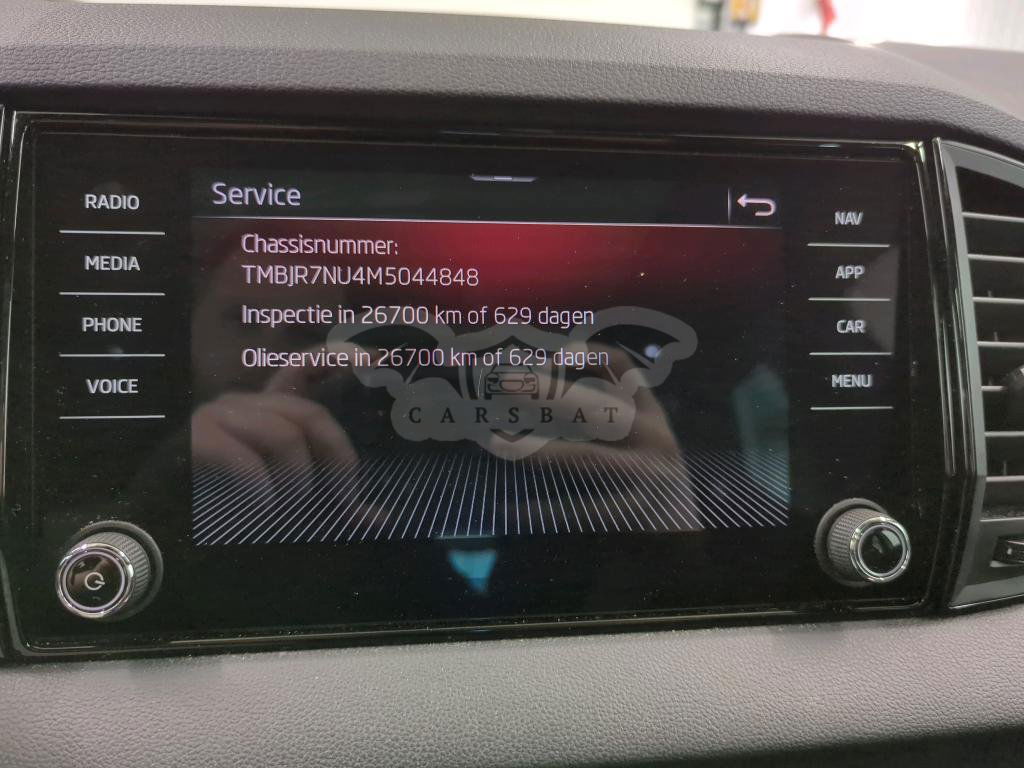 Service
RADIO
MEDIA
PHONE
VOICE
Chassisnummer:
TMBJR7NU4M5044848
Inspectie in 26700 km of 629 dagen
Olieservice in 26700 km of 629 dagen
CARSBAT
NAV
APP
CAR
MENU